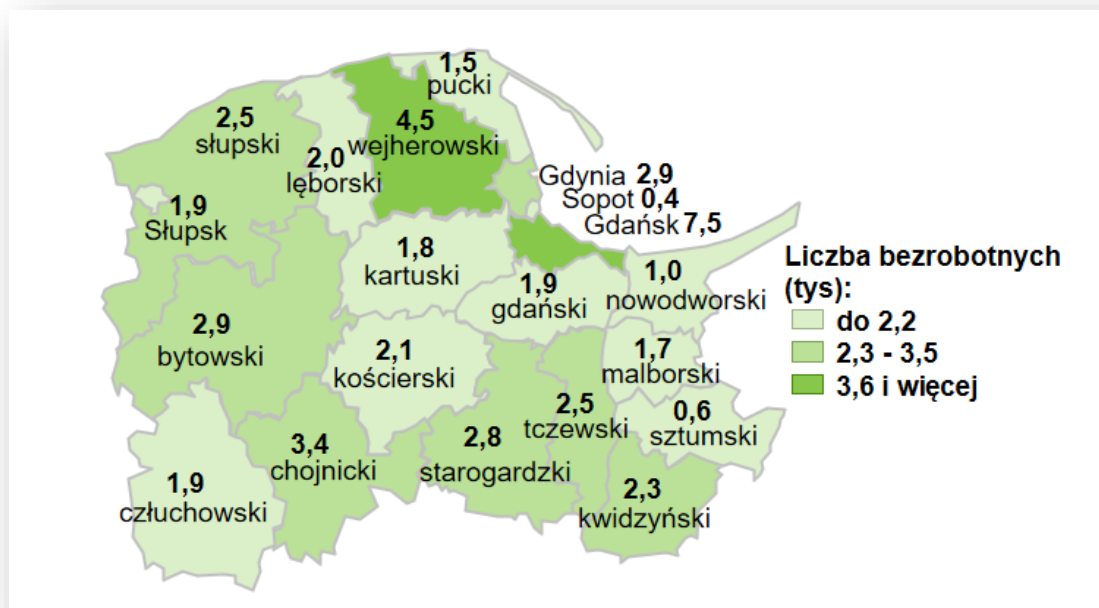 1,5
pucki
2,5
słupski
4,5
wejherowski
2,0
lęborski
Gdynia 2,9
Sopot 0,4
Gdańsk 7,5
1,9
Słupsk
1,8
kartuski
1,9
gdański
1,0
nowodworski
Liczba bezrobotnych
(tys):
do 2,2
2,3 - 3,5
3,6 i więcej
2,9
bytowski
2,1
kościerski
1,7
malborski
2,5
tczewski
0,6
sztumski
3,4
chojnicki
2,8
starogardzki
1,9
człuchowski
2,3
kwidzyński